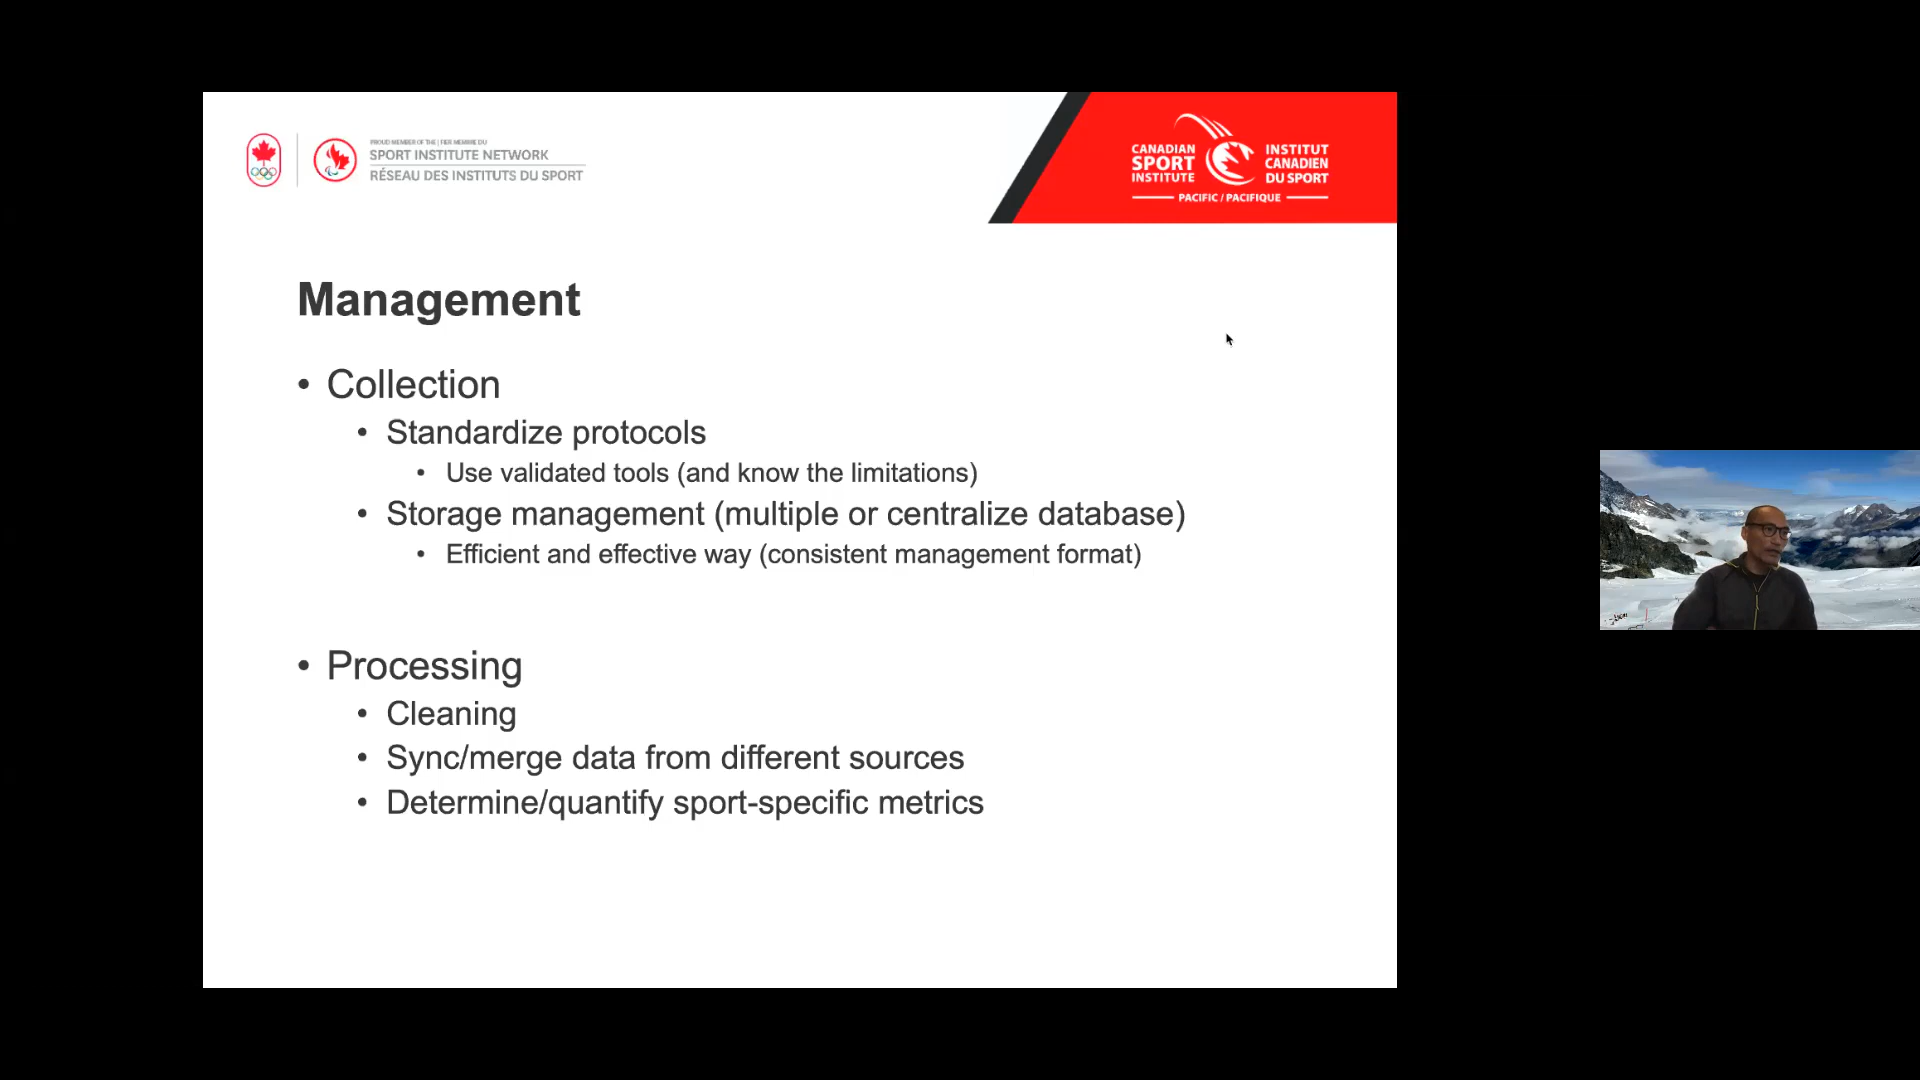 PROUD MEMBER OF THE | FIER MEMBRE DU
SPORT INSTITUTE NETWORK
RÉSEAU DES INSTITUTS DU SPORT
CANADIAN
SPORT
INSTITUTE
INSTITUT
CANADIEN
DU SPORT
PACIFIC / PACIFIQUE
Management
• Collection
• Standardize protocols
• Use validated tools (and know the limitations)
• Storage management (multiple or centralize database)
• Efficient and effective way (consistent management format)
• Processing
• Cleaning
• Sync/merge data from different sources
• Determine/quantify sport-specific metrics